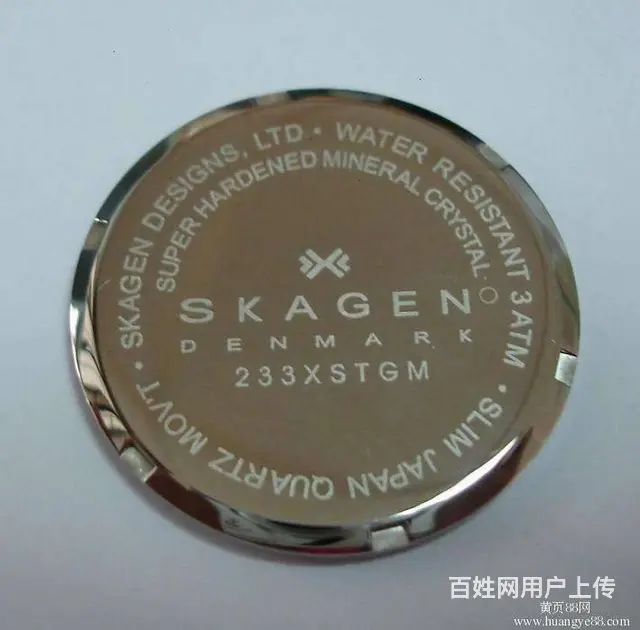 SKAGEN DESIGNS, LTD. • WATER RESISTANT 3 ATM • SLIM JAPAN QUARTZ MOVT •
SUPER HARDENED MINERAL CRYSTAL
SKAGEN
DENMARK
233XSTGM
百姓网用户上传
黄页88网
www.huangye88.com